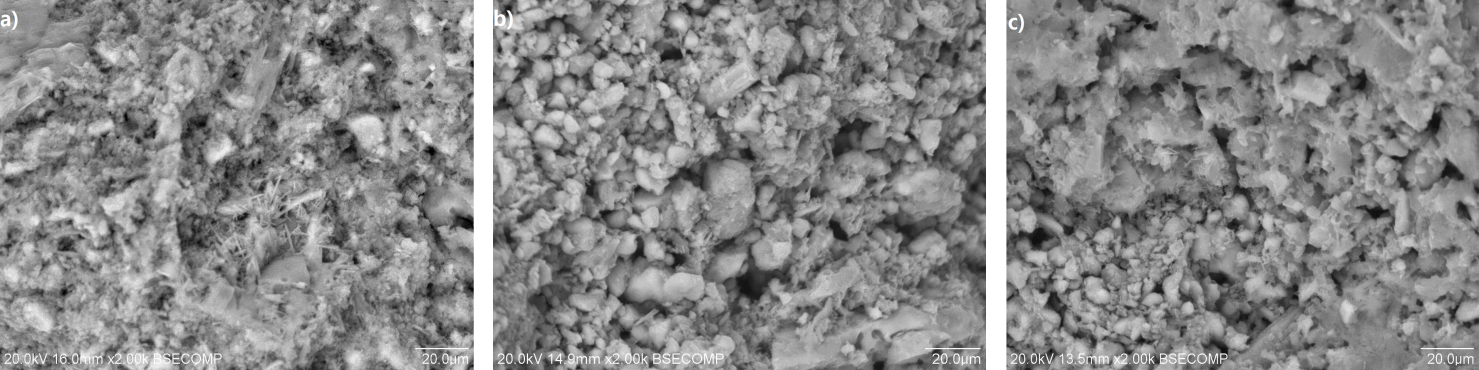 a)
b)
c)
20.0kV 16.0mm x2.00k BSECOMP
20.0μm
20.0kV 14.9mm x2.00k BSECOMP
20.0μm
20.0kV 13.5mm x2.00k BSECOMP
20.0μm